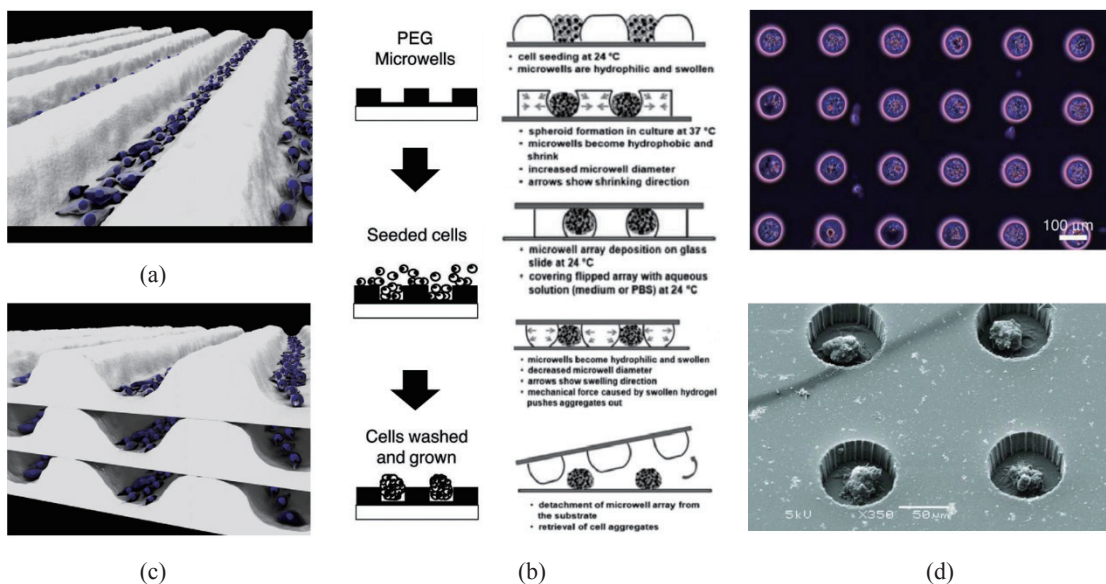 PEG
Microwells
Seeded cells
Cells washed
and grown
• cell seeding at 24 °C
• microwells are hydrophilic and swollen
• spheroid formation in culture at 37 °C
• microwells become hydrophobic and
shrink
• increased microwell diameter
• arrows show shrinking direction
• microwell array deposition on glass
slide at 24 °C
• covering flipped array with aqueous
solution (medium or PBS) at 24 °C
• microwells become hydrophilic and swollen
• decreased microwell diameter
• arrows show swelling direction
• mechanical force caused by swollen hydrogel
pushes aggregates out
• detachment of microwell array from
the substrate
• retrieval of cell aggregates
100 µm
(a)
5kU X350 50µm
(c)
(b)
(d)